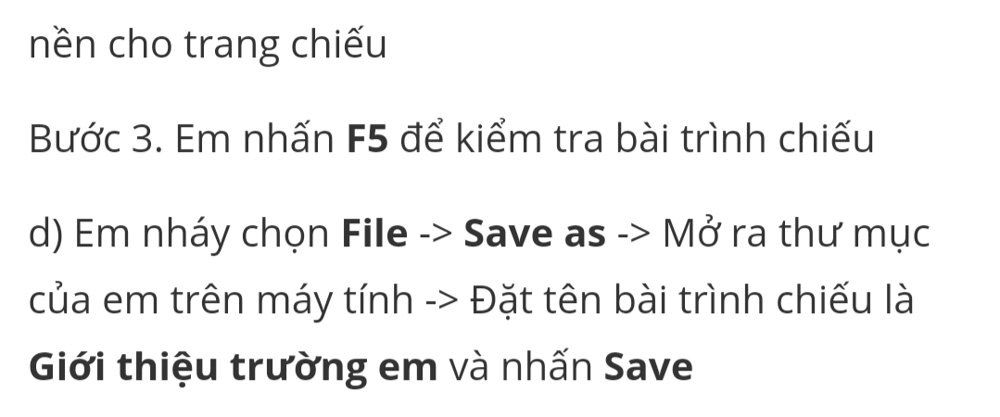 nền cho trang chiếu
Bước 3. Em nhấn F5 để kiểm tra bài trình chiếu
d) Em nháy chọn File -> Save as -> Mở ra thư mục
của em trên máy tính -> Đặt tên bài trình chiếu là
Giới thiệu trường em và nhấn Save